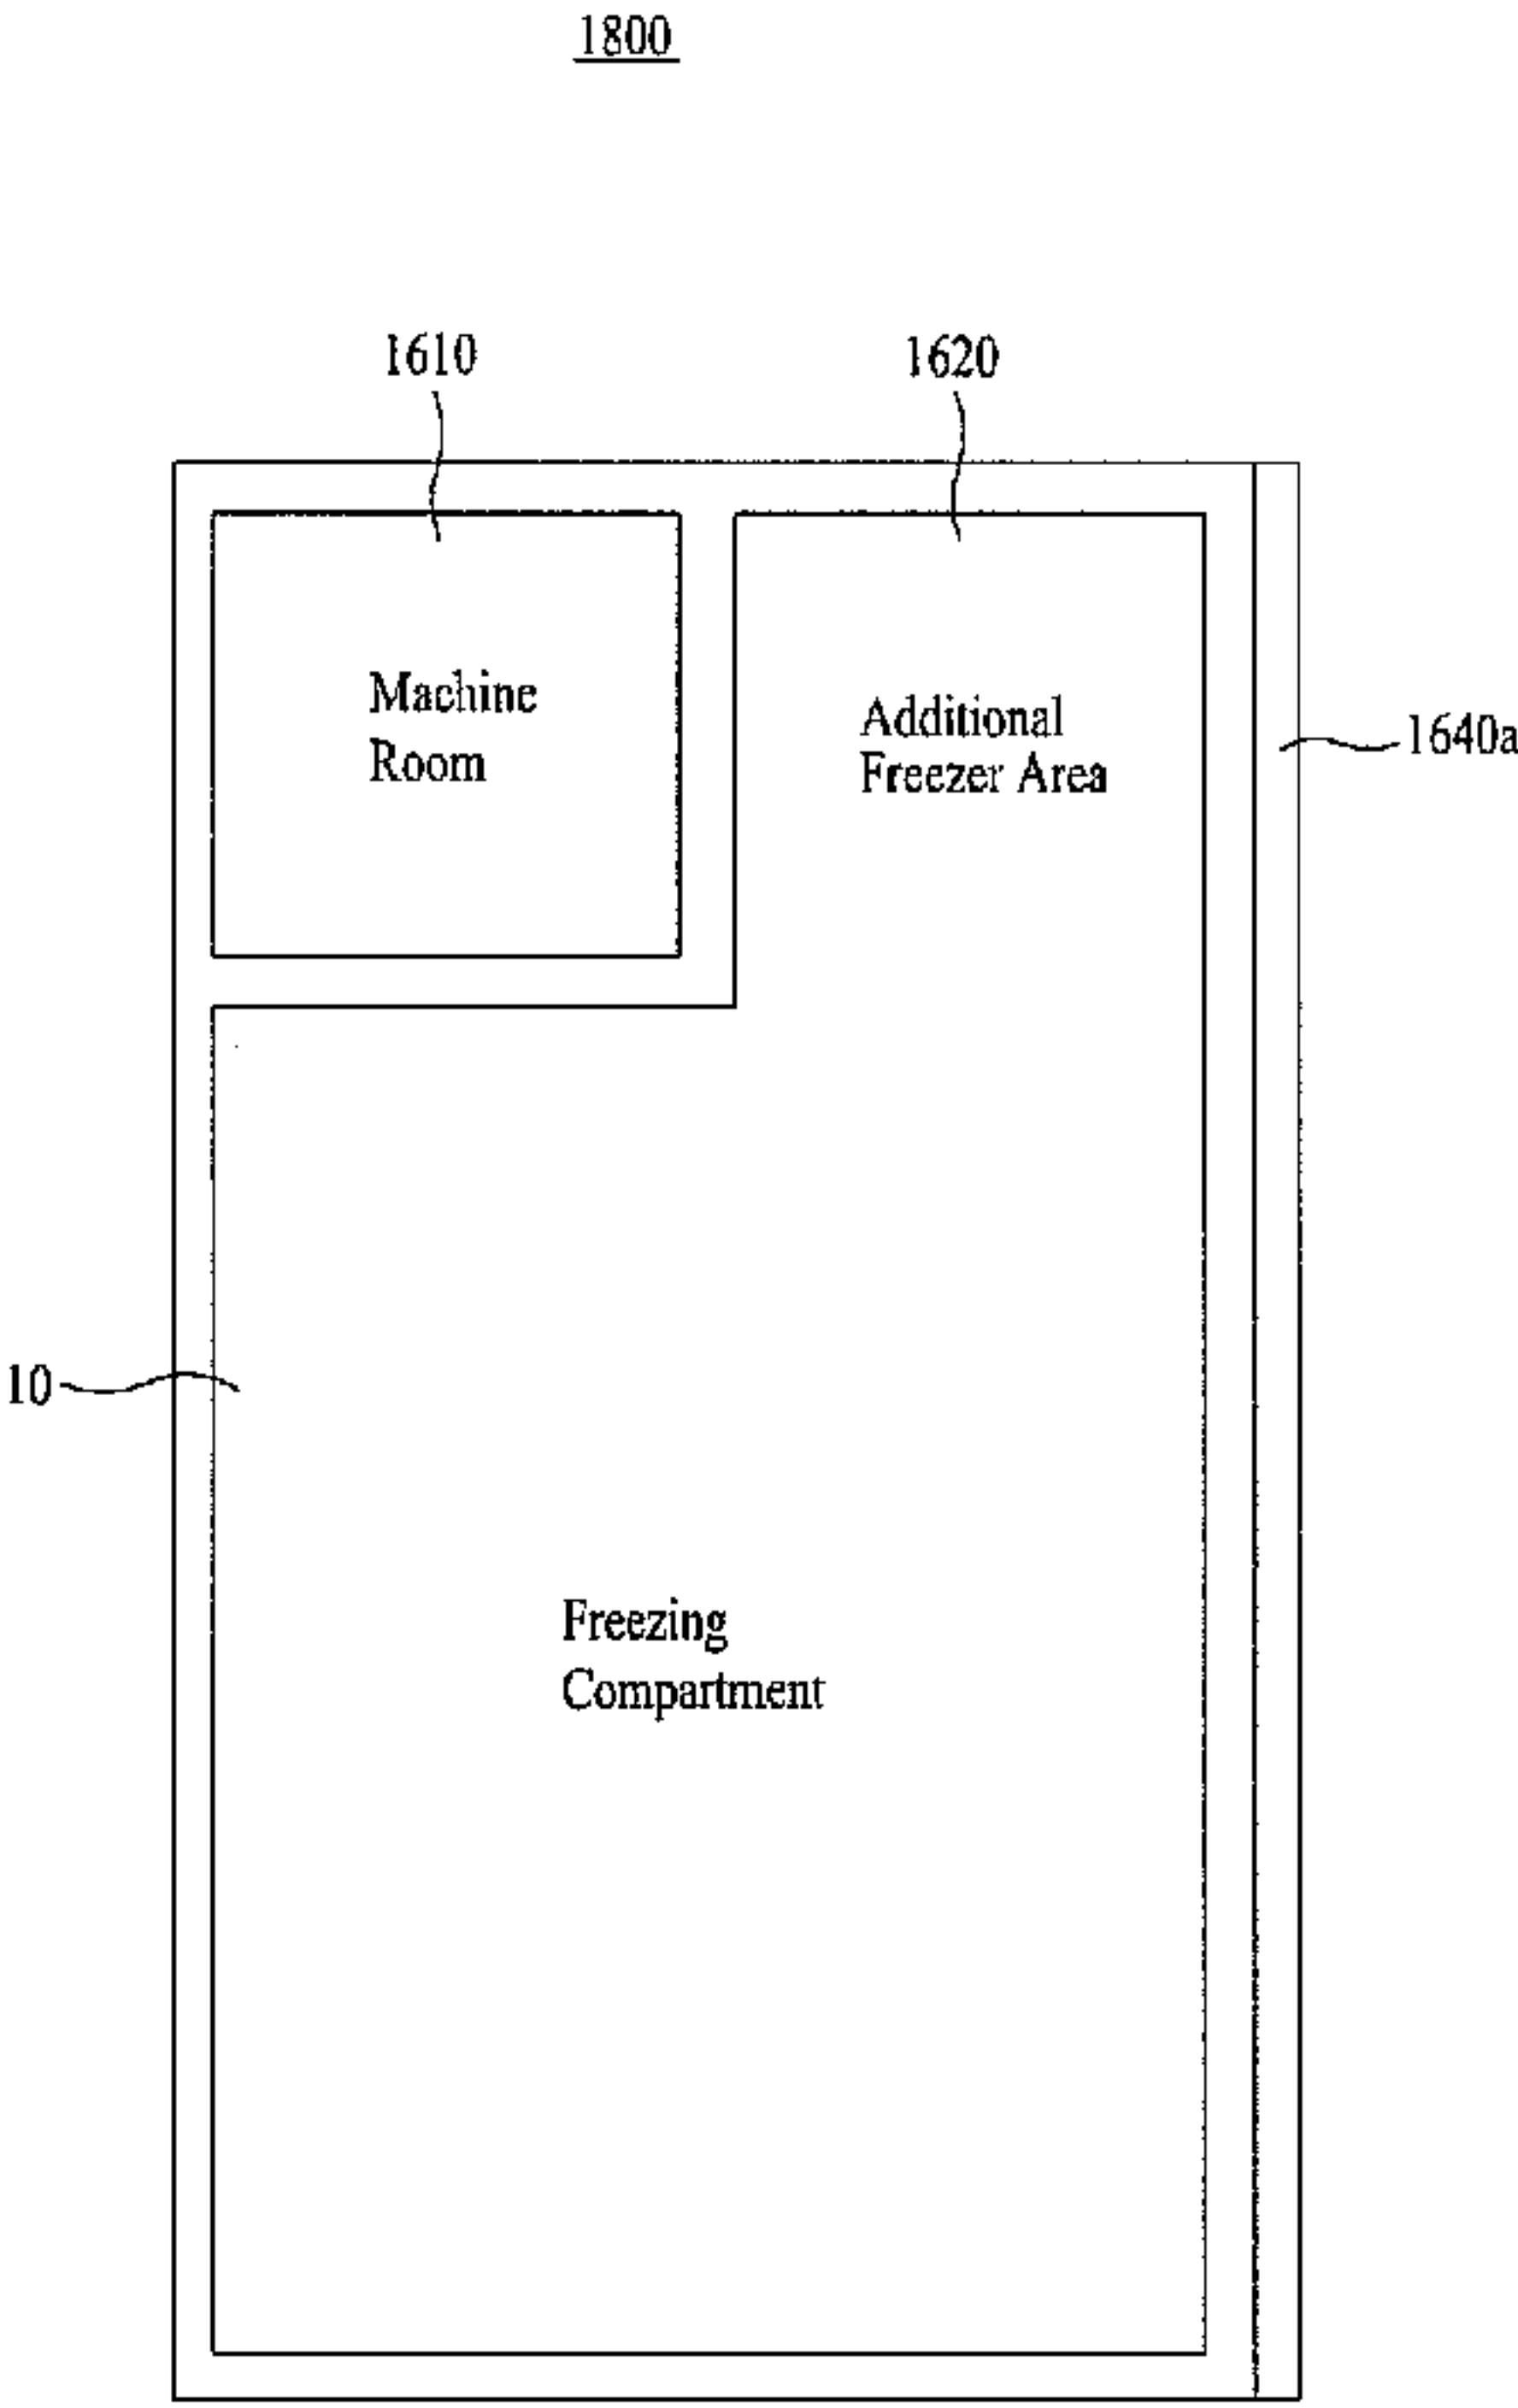 1800
1610
1620
Machine
Room
Additional
Freezer Area
1640a
10
Freezing
Compartment